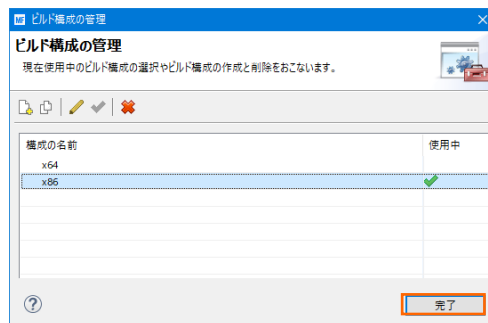 MF ビルド構成の管理
ビルド構成の管理
現在使用中のビルド構成の選択やビルド構成の作成と削除をおこないます。
構成の名前 使用中
x64
x86
完了